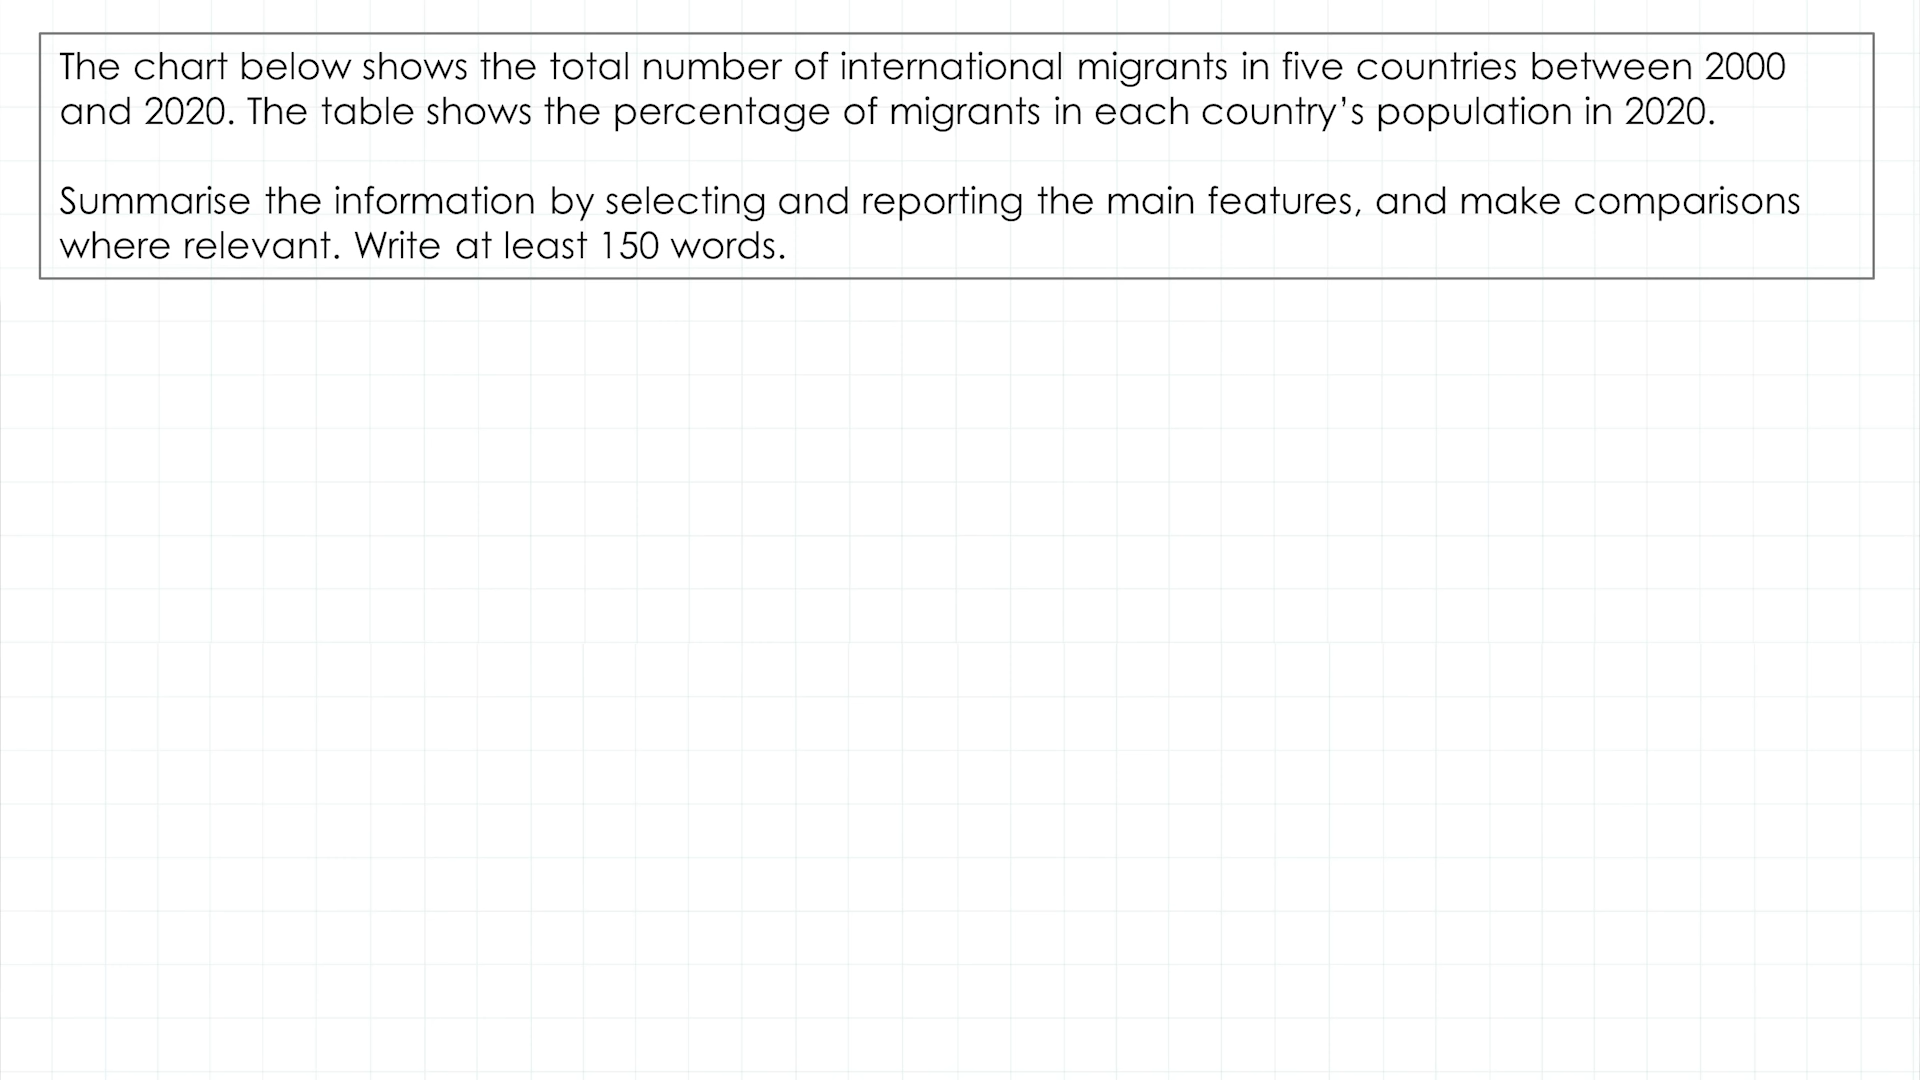 The chart below shows the total number of international migrants in five countries between 2000
and 2020. The table shows the percentage of migrants in each country’s population in 2020.
Summarise the information by selecting and reporting the main features, and make comparisons
where relevant. Write at least 150 words.